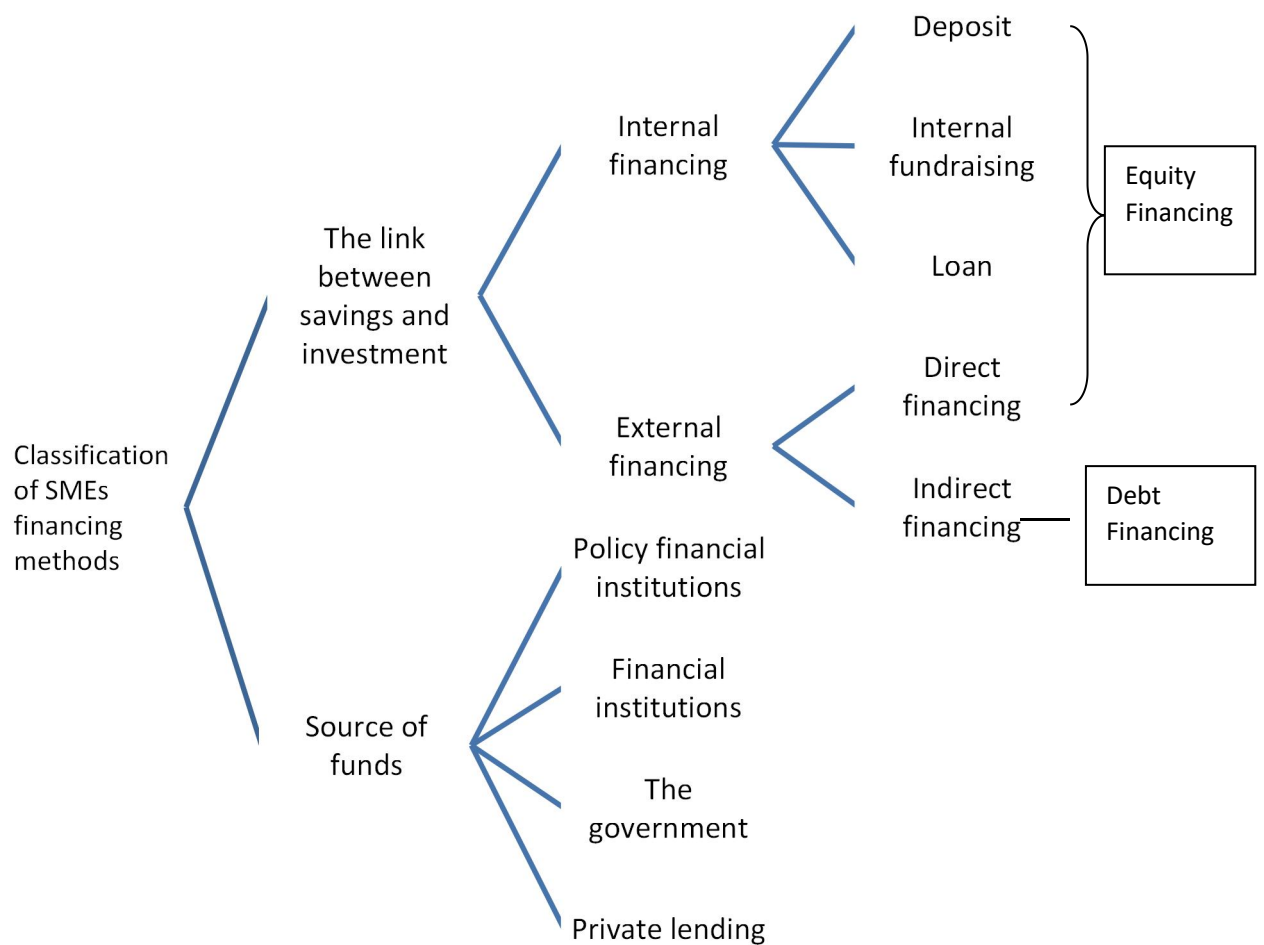 Classification
of SMEs
financing
methods
The link
between
savings and
investment
Internal
financing
Deposit
Internal
fundraising
Loan
Equity
Financing
External
financing
Direct
financing
Indirect
financing
Debt
Financing
Source of
funds
Policy financial
institutions
Financial
institutions
The
government
Private lending